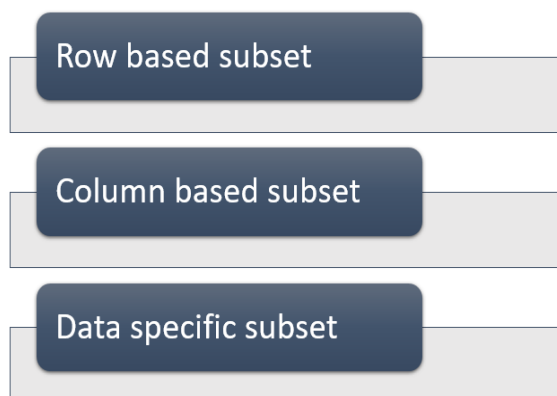 Row based subset
Column based subset
Data specific subset